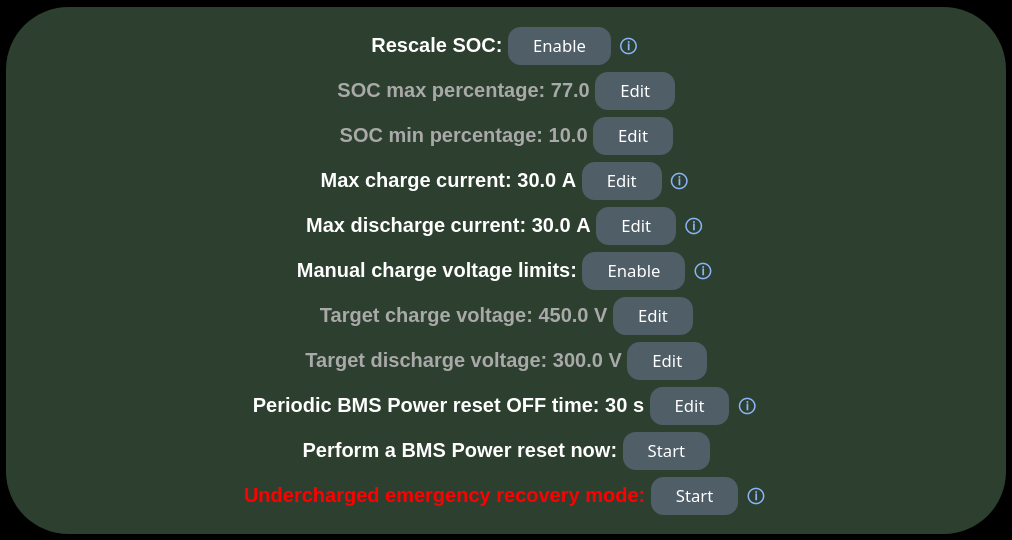 Rescale SOC: Enable ⓘ
SOC max percentage: 77.0 Edit
SOC min percentage: 10.0 Edit
Max charge current: 30.0 A Edit ⓘ
Max discharge current: 30.0 A Edit ⓘ
Manual charge voltage limits: Enable ⓘ
Target charge voltage: 450.0 V Edit
Target discharge voltage: 300.0 V Edit
Periodic BMS Power reset OFF time: 30 s Edit ⓘ
Perform a BMS Power reset now: Start
Undercharged emergency recovery mode: Start ⓘ